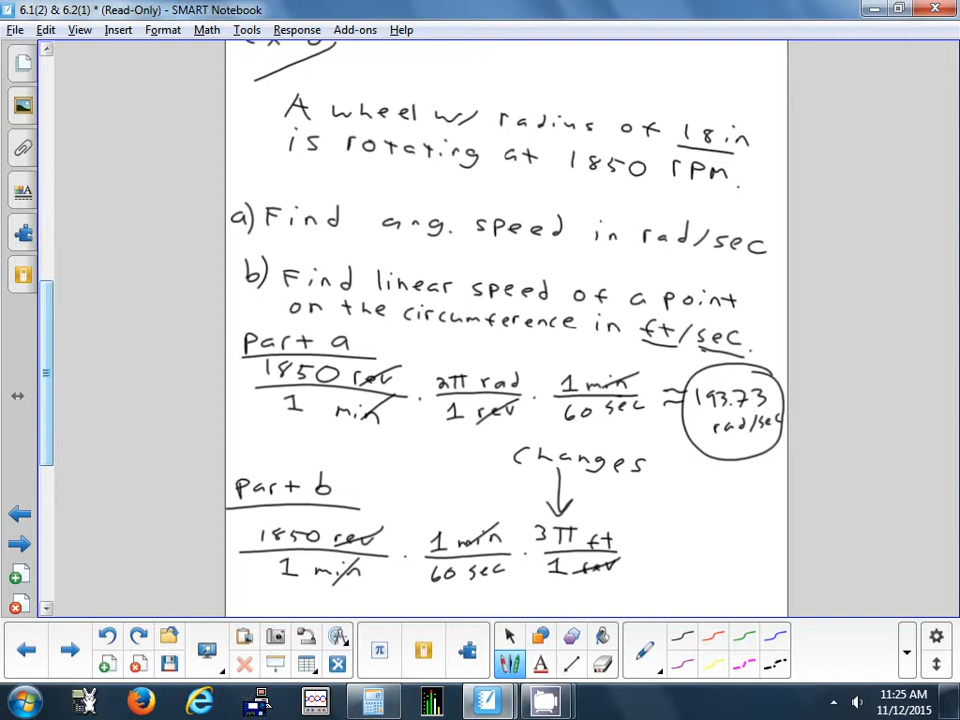 6.1(2) & 6.2(1) * (Read-Only) - SMART Notebook
File Edit View Insert Format Math Tools Response Add-ons Help
A wheel w/ radius of 18 in
is rotating at 1850 rpm.
a) Find ang. speed in rad/sec
b) Find linear speed of a point
on the circumference in ft/sec.
Part a
1850 rev / 1 min · 2π rad / 1 rev · 1 min / 60 sec ≈ 193.73 rad/sec
Changes
Part b
1850 rev / 1 min · 1 min / 60 sec · 3π ft / 1 rev
π
A
11:25 AM
11/12/2015